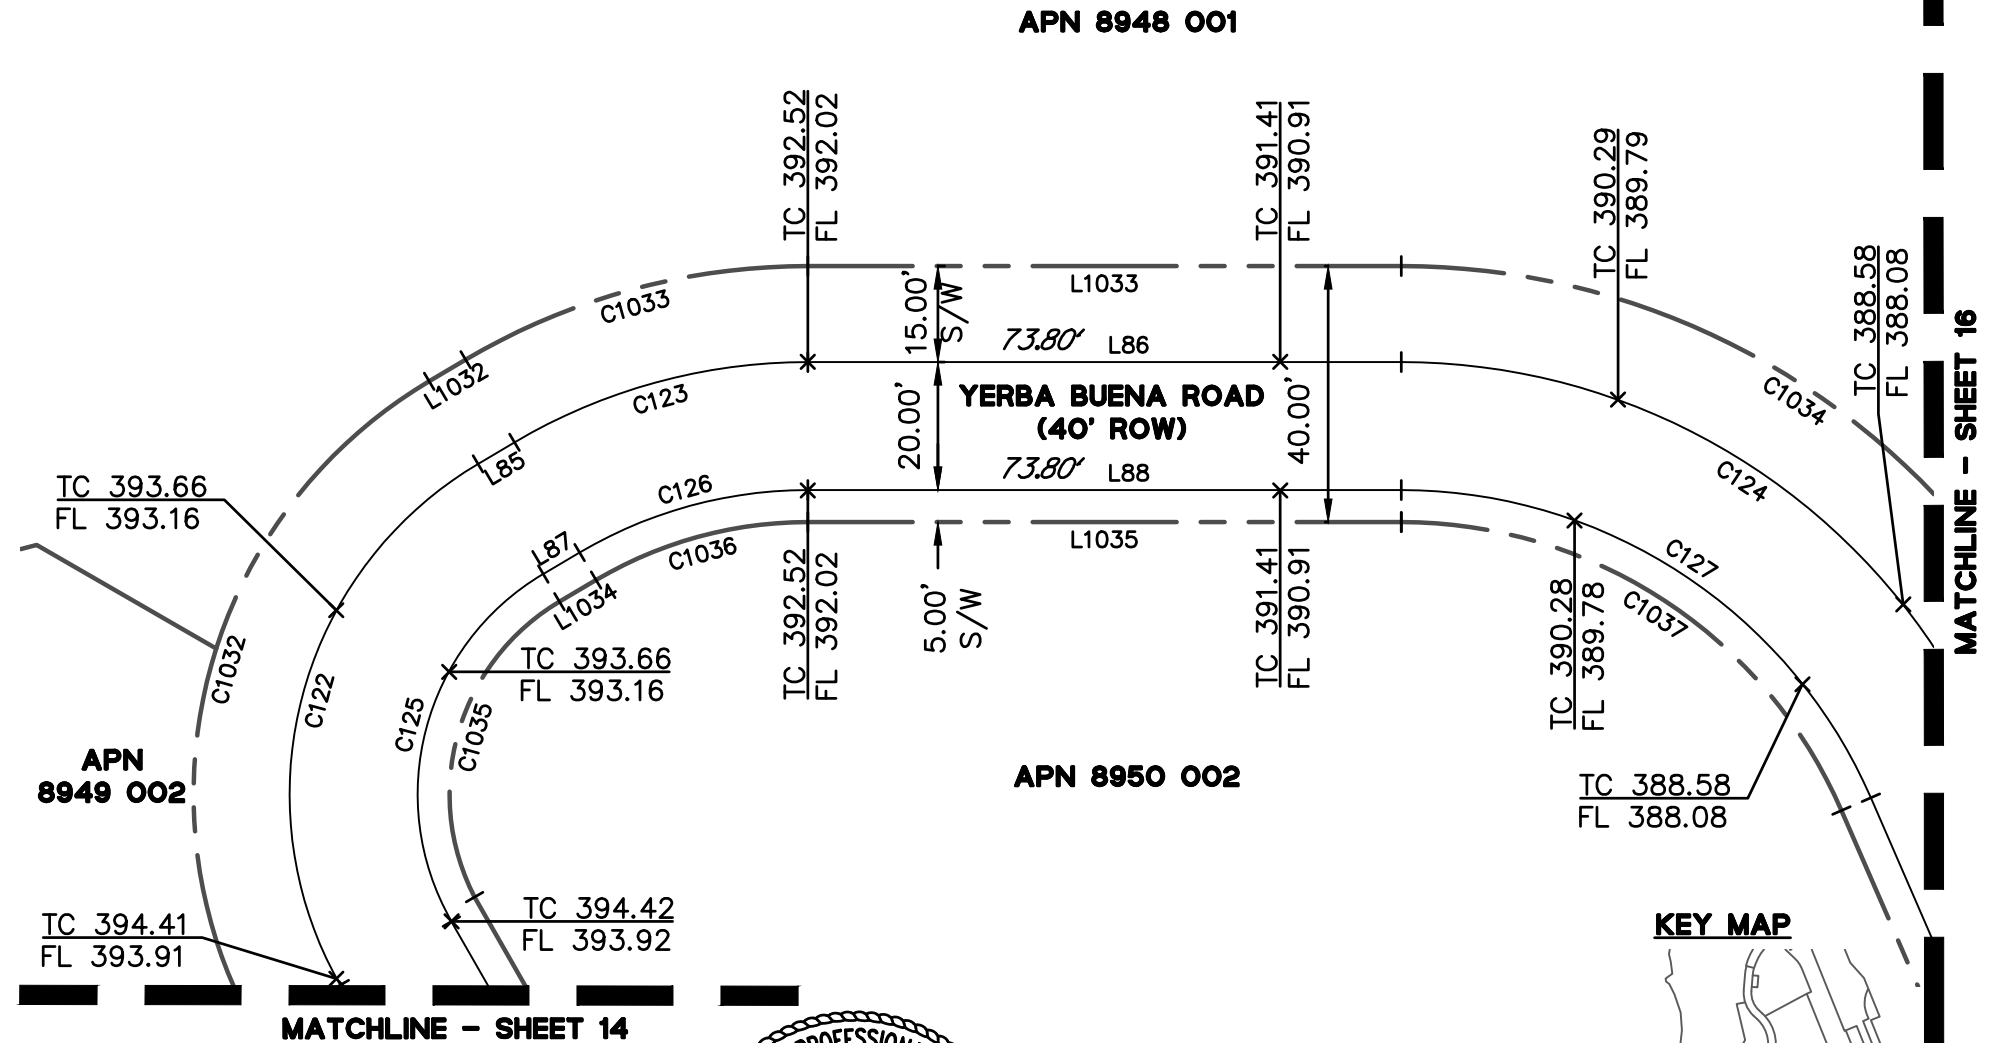 APN 8948 001
TC 392.52
FL 392.02
TC 391.41
FL 390.91
TC 390.29
FL 389.79
TC 388.58
FL 388.08
C1033
L1033
15.00'
S/W
73.80'
L86
L1032
C123
C1034
YERBA BUENA ROAD
(40' ROW)
20.00'
40.00'
73.80'
L88
L85
C126
C124
MATCHLINE - SHEET 16
TC 393.66
FL 393.16
L87
C1036
L1035
C127
L1034
C1037
TC 392.52
FL 392.02
5.00'
S/W
TC 391.41
FL 390.91
TC 390.28
FL 389.78
TC 393.66
FL 393.16
C1032
C122
C125
C1035
APN
8949 002
APN 8950 002
TC 388.58
FL 388.08
TC 394.41
FL 393.91
TC 394.42
FL 393.92
KEY MAP
MATCHLINE - SHEET 14